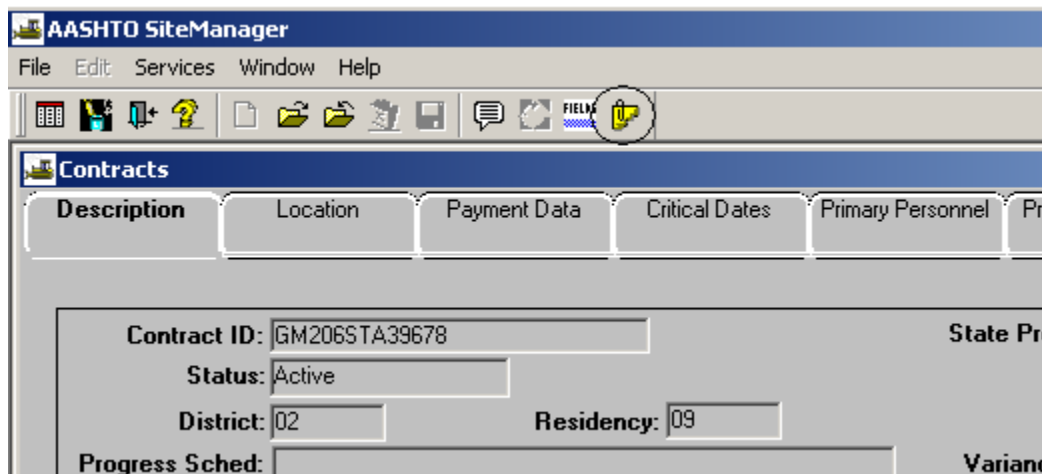 AASHTO SiteManager
File Edit Services Window Help
Contracts
Description Location Payment Data Critical Dates Primary Personnel
Contract ID: GM206STA39678 State
Status: Active
District: 02 Residency: 09
Progress Sched: